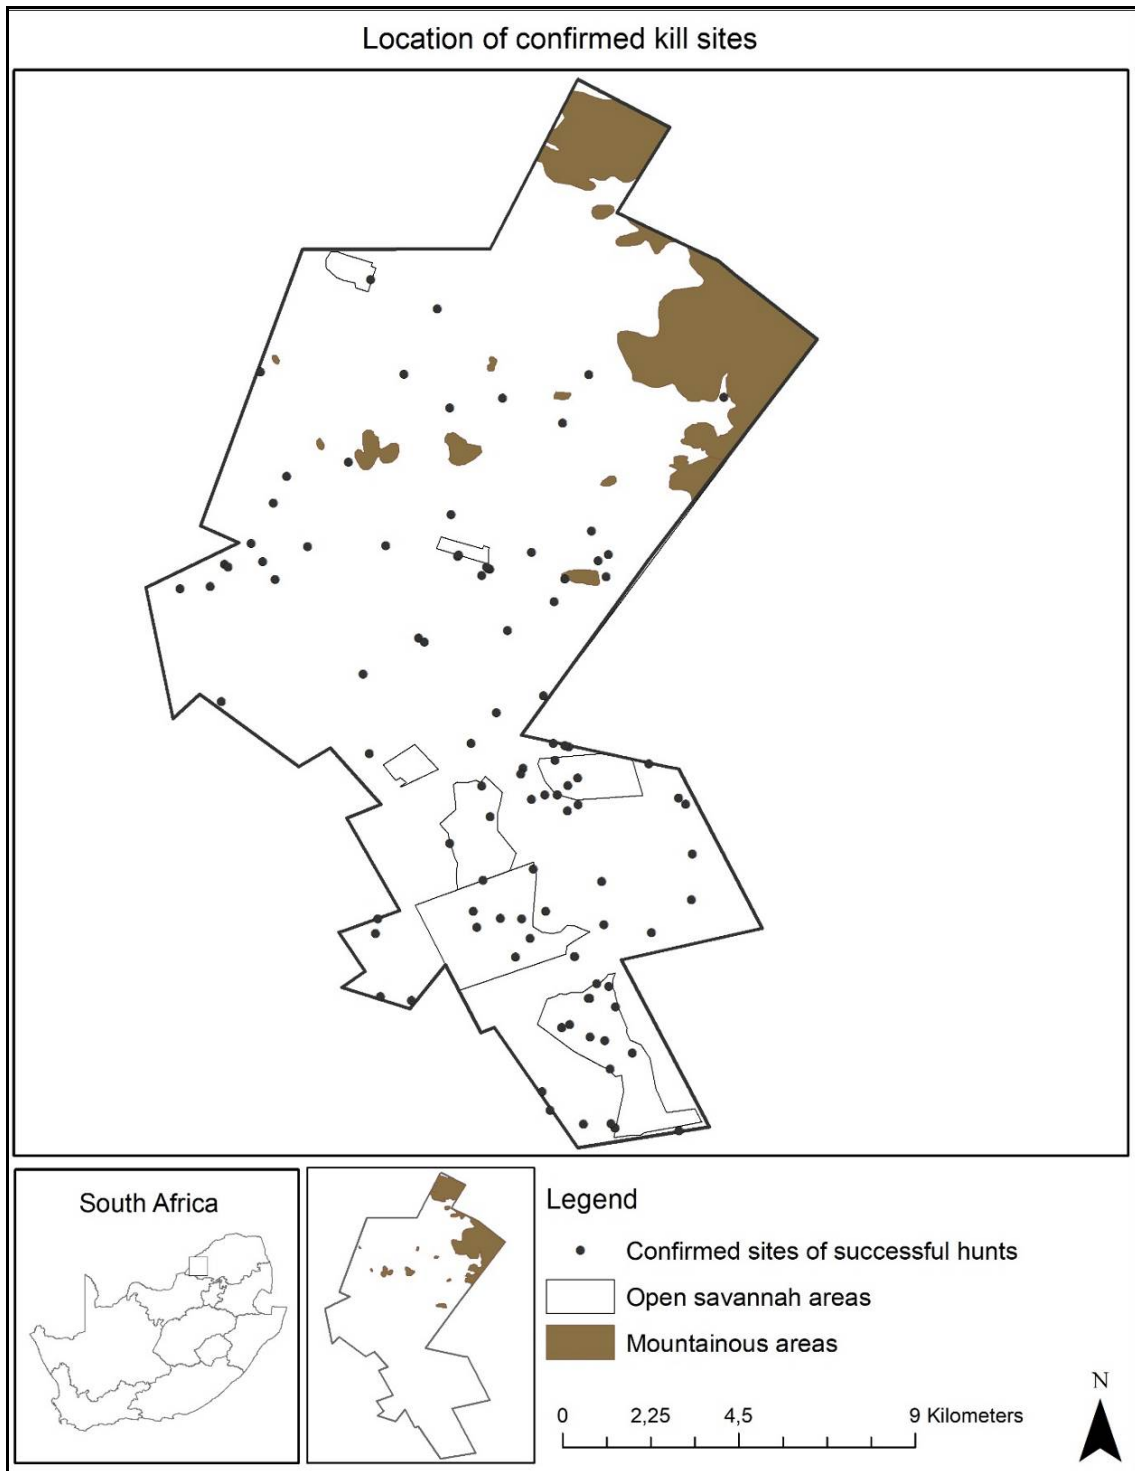 Location of confirmed kill sites
South Africa
Legend
Confirmed sites of successful hunts
Open savannah areas
Mountainous areas
N
0 2,25 4,5 9 Kilometers